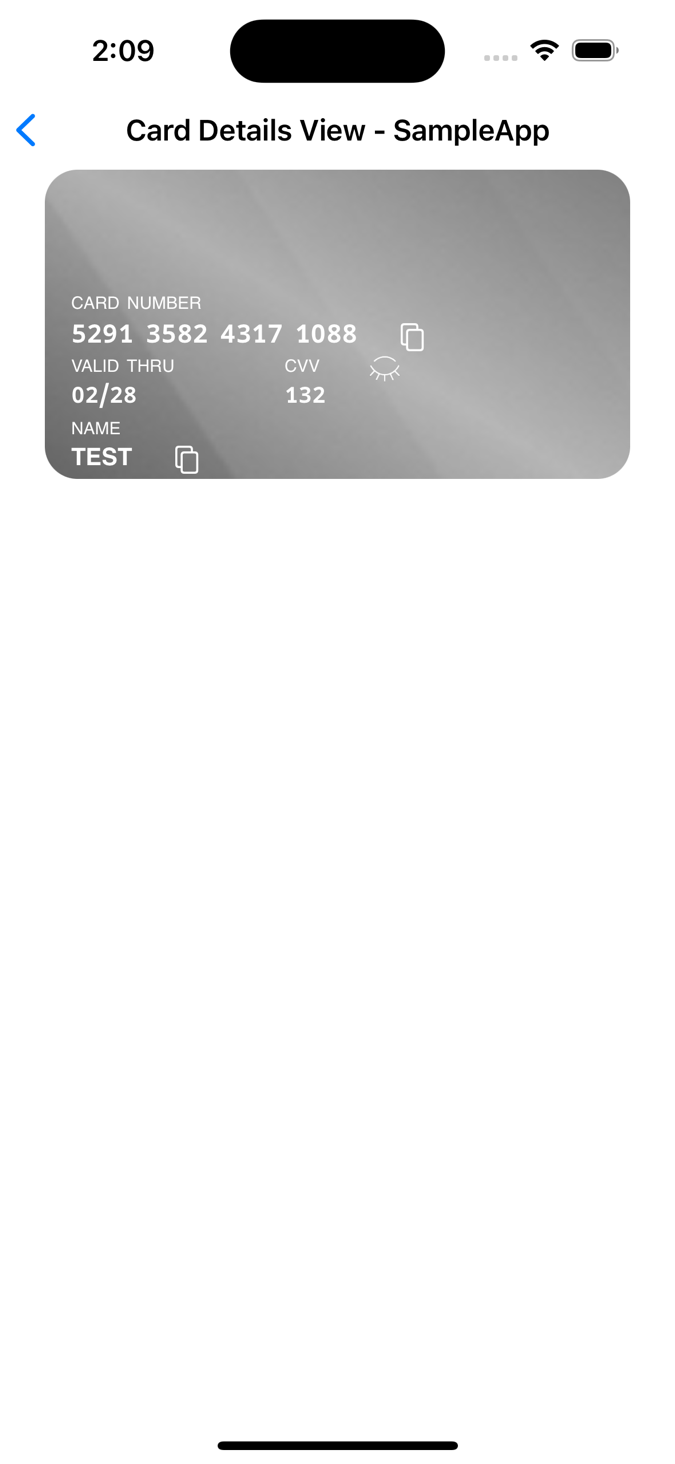 2:09
Card Details View - SampleApp
CARD NUMBER
5291 3582 4317 1088
VALID THRU CVV
02/28 132
NAME
TEST